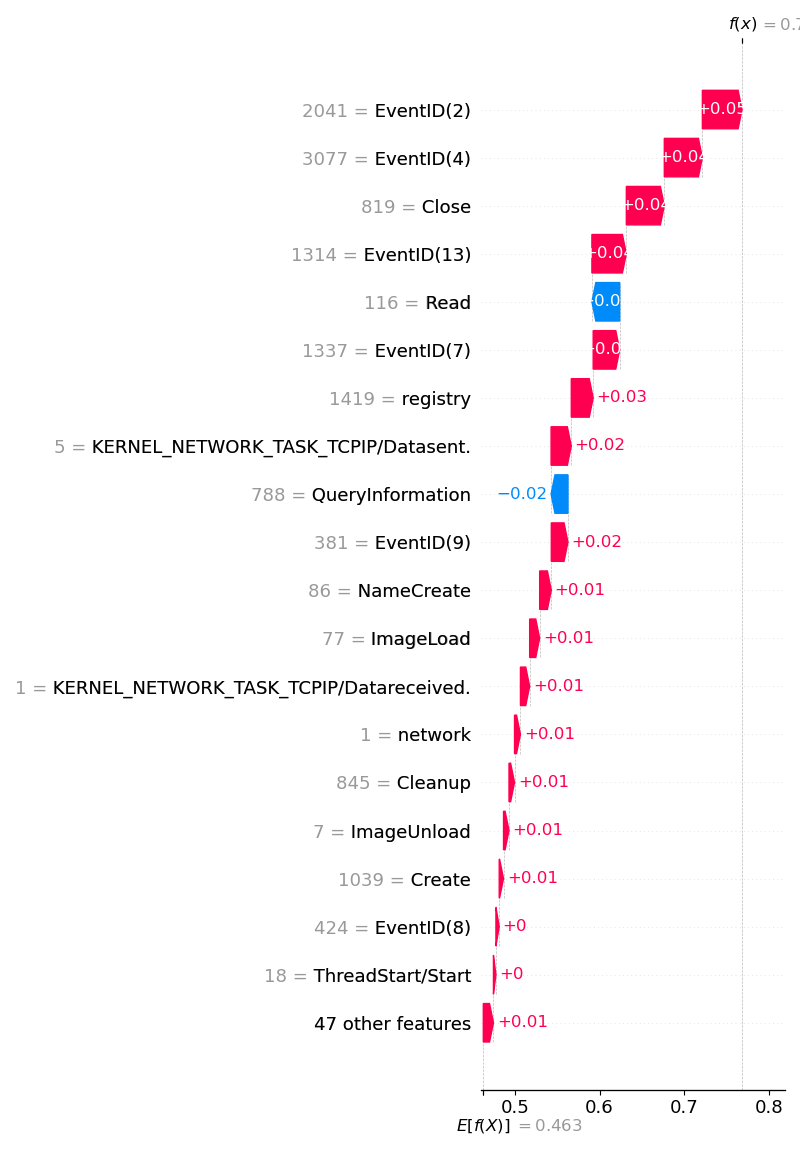 f(x) = 0.7
2041 = EventID(2) +0.05
3077 = EventID(4) +0.04
819 = Close +0.04
1314 = EventID(13) +0.04
116 = Read
1337 = EventID(7)
1419 = registry +0.03
5 = KERNEL_NETWORK_TASK_TCPIP/Datasent. +0.02
788 = QueryInformation −0.02
381 = EventID(9) +0.02
86 = NameCreate +0.01
77 = ImageLoad +0.01
1 = KERNEL_NETWORK_TASK_TCPIP/Datareceived. +0.01
1 = network +0.01
845 = Cleanup +0.01
7 = ImageUnload +0.01
1039 = Create +0.01
424 = EventID(8) +0
18 = ThreadStart/Start +0
47 other features +0.01
0.5 0.6 0.7 0.8
E[f(X)] = 0.463